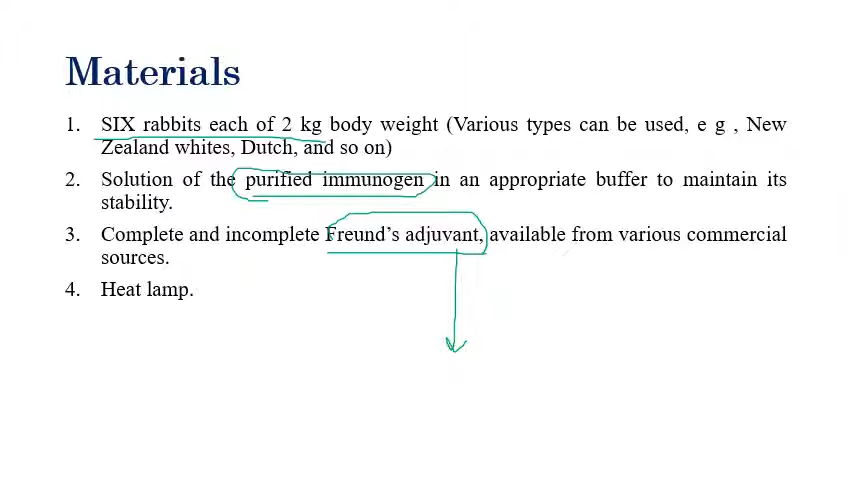 Materials
1. SIX rabbits each of 2 kg body weight (Various types can be used, e g , New
Zealand whites, Dutch, and so on)
2. Solution of the purified immunogen in an appropriate buffer to maintain its
stability.
3. Complete and incomplete Freund's adjuvant, available from various commercial
sources.
4. Heat lamp.